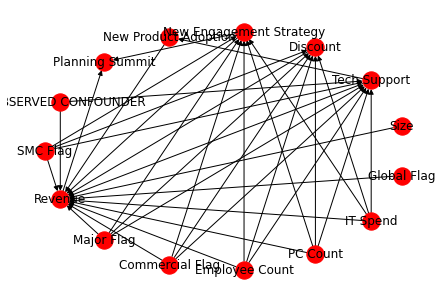 New Engagement Strategy
New Product Adoption
Discount
Planning Summit
Tech Support
SERVED CONFOUNDER
Size
SMC Flag
Global Flag
Revenue
IT Spend
Major Flag
PC Count
Commercial Flag
Employee Count